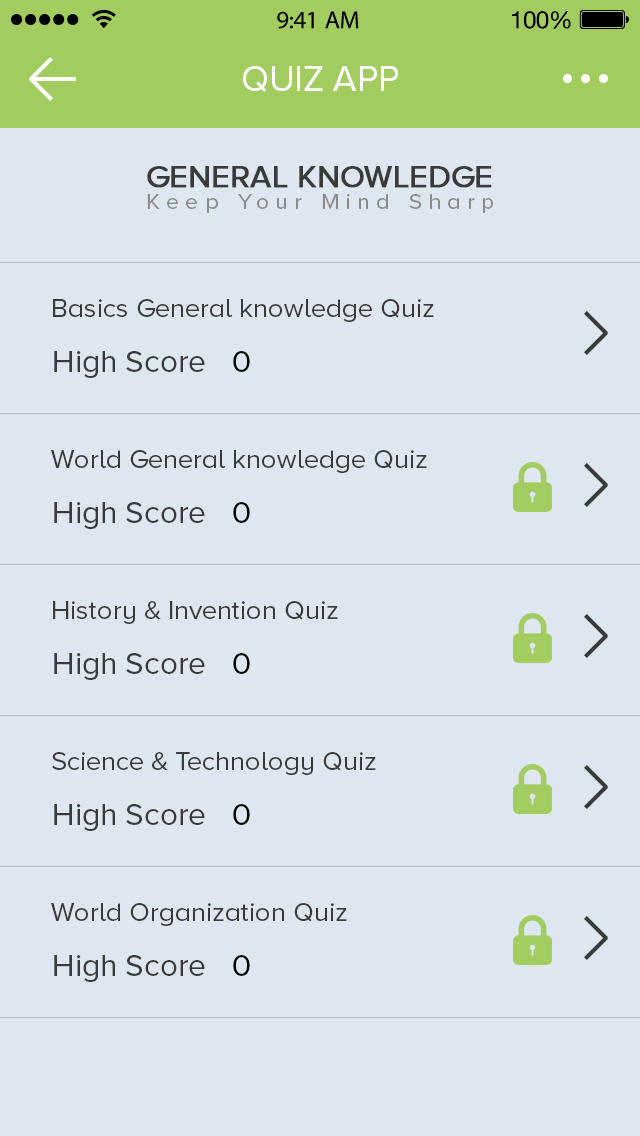 9:41 AM 100%
QUIZ APP
GENERAL KNOWLEDGE
Keep Your Mind Sharp
Basics General knowledge Quiz
High Score 0
World General knowledge Quiz
High Score 0
History & Invention Quiz
High Score 0
Science & Technology Quiz
High Score 0
World Organization Quiz
High Score 0